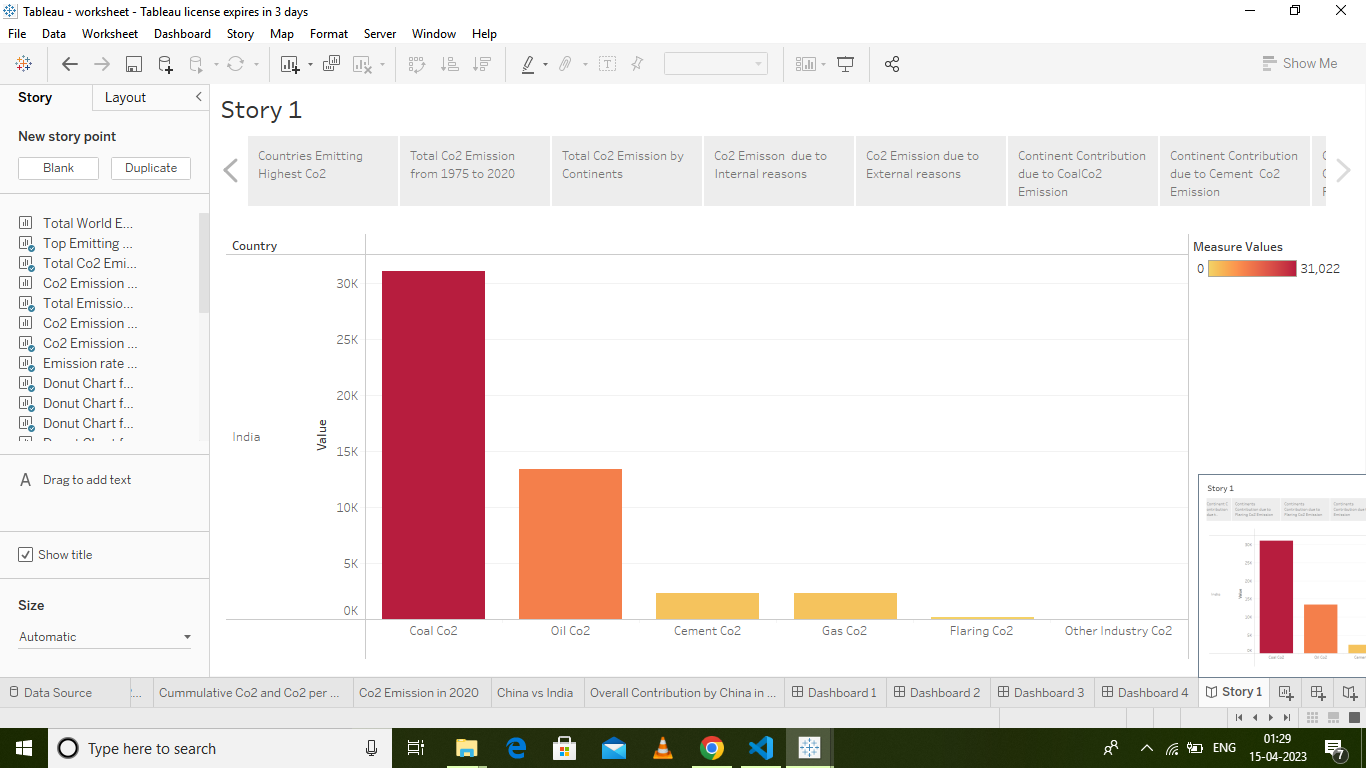 Tableau - worksheet - Tableau license expires in 3 days
File Data Worksheet Dashboard Story Map Format Server Window Help
Show Me
Story Layout
New story point
Blank Duplicate
Total World E...
Top Emitting ...
Total Co2 Emi...
Co2 Emission ...
Total Emissio...
Co2 Emission ...
Co2 Emission ...
Emission rate ...
Donut Chart f...
Donut Chart f...
Donut Chart f...
A Drag to add text
Show title
Size
Automatic
Story 1
Countries Emitting
Highest Co2
Total Co2 Emission
from 1975 to 2020
Total Co2 Emission by
Continents
Co2 Emisson due to
Internal reasons
Co2 Emission due to
External reasons
Continent Contribution
due to CoalCo2
Emission
Continent Contribution
due to Cement Co2
Emission
Country
India
Value
30K
25K
20K
15K
10K
5K
0K
Coal Co2 Oil Co2 Cement Co2 Gas Co2 Flaring Co2 Other Industry Co2
Measure Values
0 31,022
Story 1
Data Source Cummulative Co2 and Co2 per ... Co2 Emission in 2020 China vs India Overall Contribution by China in ... Dashboard 1 Dashboard 2 Dashboard 3 Dashboard 4 Story 1
Type here to search
ENG
01:29
15-04-2023
7